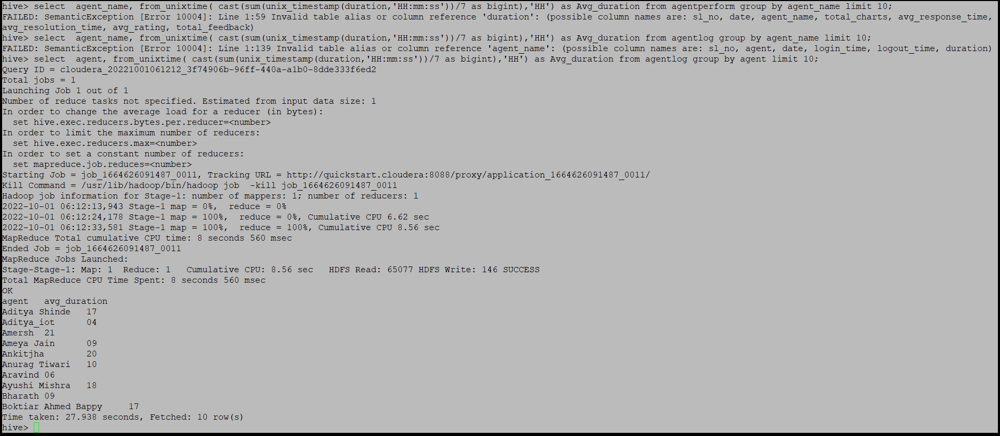 hive> select  agent_name, from_unixtime( cast(sum(unix_timestamp(duration,'HH:mm:ss'))/7 as bigint),'HH') as Avg_duration from agentperform group by agent_name limit 10;
FAILED: SemanticException [Error 10004]: Line 1:59 Invalid table alias or column reference 'duration': (possible column names are: sl_no, date, agent_name, total_charts, avg_response_time,
avg_resolution_time, avg_rating, total_feedback)
hive> select  agent_name, from_unixtime( cast(sum(unix_timestamp(duration,'HH:mm:ss'))/7 as bigint),'HH') as Avg_duration from agentlog group by agent_name limit 10;
FAILED: SemanticException [Error 10004]: Line 1:139 Invalid table alias or column reference 'agent_name': (possible column names are: sl_no, agent, date, login_time, logout_time, duration)
hive> select  agent, from_unixtime( cast(sum(unix_timestamp(duration,'HH:mm:ss'))/7 as bigint),'HH') as Avg_duration from agentlog group by agent limit 10;
Query ID = cloudera_20221001061212_3f74906b-96ff-440a-a1b0-8dde333f6ed2
Total jobs = 1
Launching Job 1 out of 1
Number of reduce tasks not specified. Estimated from input data size: 1
In order to change the average load for a reducer (in bytes):
  set hive.exec.reducers.bytes.per.reducer=<number>
In order to limit the maximum number of reducers:
  set hive.exec.reducers.max=<number>
In order to set a constant number of reducers:
  set mapreduce.job.reduces=<number>
Starting Job = job_1664626091487_0011, Tracking URL = http://quickstart.cloudera:8088/proxy/application_1664626091487_0011/
Kill Command = /usr/lib/hadoop/bin/hadoop job  -kill job_1664626091487_0011
Hadoop job information for Stage-1: number of mappers: 1; number of reducers: 1
2022-10-01 06:12:13,943 Stage-1 map = 0%,  reduce = 0%
2022-10-01 06:12:24,178 Stage-1 map = 100%,  reduce = 0%, Cumulative CPU 6.62 sec
2022-10-01 06:12:33,581 Stage-1 map = 100%,  reduce = 100%, Cumulative CPU 8.56 sec
MapReduce Total cumulative CPU time: 8 seconds 560 msec
Ended Job = job_1664626091487_0011
MapReduce Jobs Launched:
Stage-Stage-1: Map: 1  Reduce: 1   Cumulative CPU: 8.56 sec   HDFS Read: 65077 HDFS Write: 146 SUCCESS
Total MapReduce CPU Time Spent: 8 seconds 560 msec
OK
agent   avg_duration
Aditya Shinde   17
Aditya_iot      04
Amersh  21
Ameya Jain      09
Ankitjha        20
Anurag Tiwari   10
Aravind 06
Ayushi Mishra   18
Bharath 09
Boktiar Ahmed Bappy     17
Time taken: 27.938 seconds, Fetched: 10 row(s)
hive>